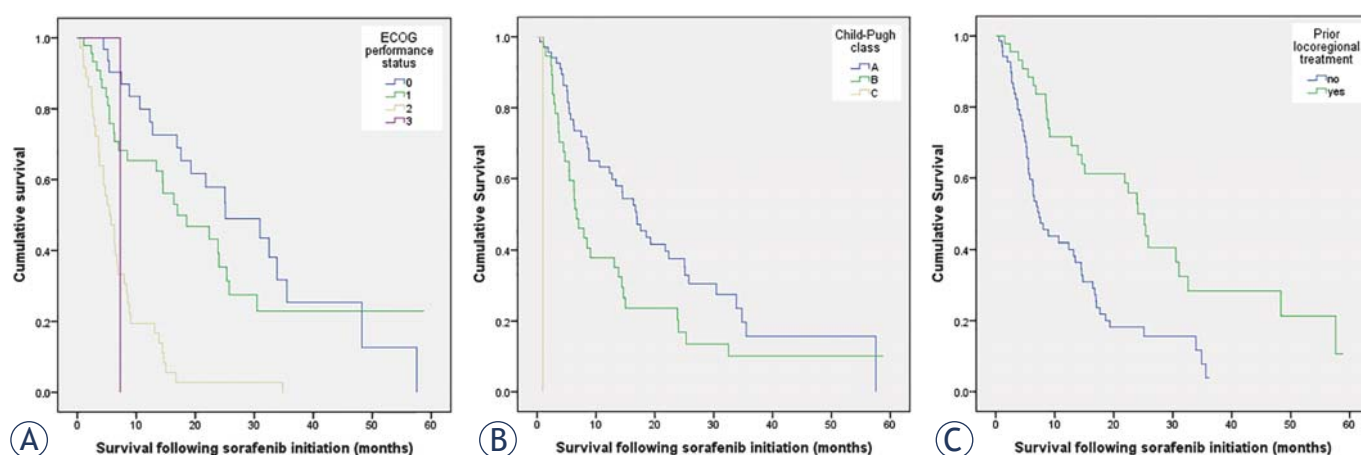 ECOG
performance
status
0
1
2
3
Cumulative survival
1.0
0.8
0.6
0.4
0.2
0.0
0 10 20 30 40 50 60
Survival following sorafenib initiation (months)
A
Child-Pugh
class
A
B
C
Cumulative Survival
1.0
0.8
0.6
0.4
0.2
0.0
0 10 20 30 40 50 60
Survival following sorafenib initiation (months)
B
Prior
locoregional
treatment
no
yes
Cumulative Survival
1.0
0.8
0.6
0.4
0.2
0.0
0 10 20 30 40 50 60
Survival following sorafenib initiation (months)
C